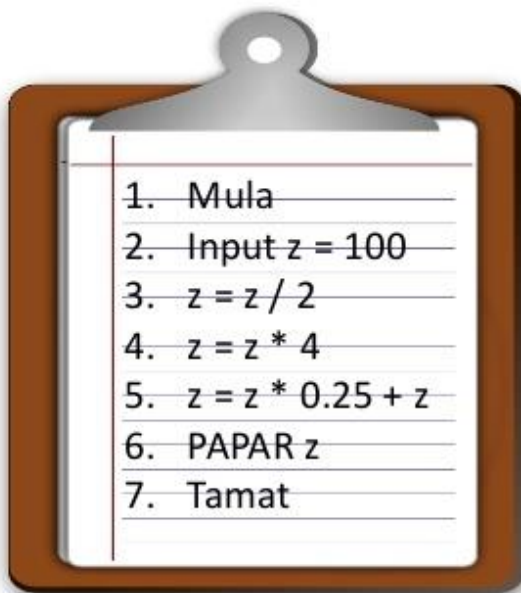 1. Mula
2. Input z = 100
3. z = z / 2
4. z = z * 4
5. z = z * 0.25 + z
6. PAPAR z
7. Tamat